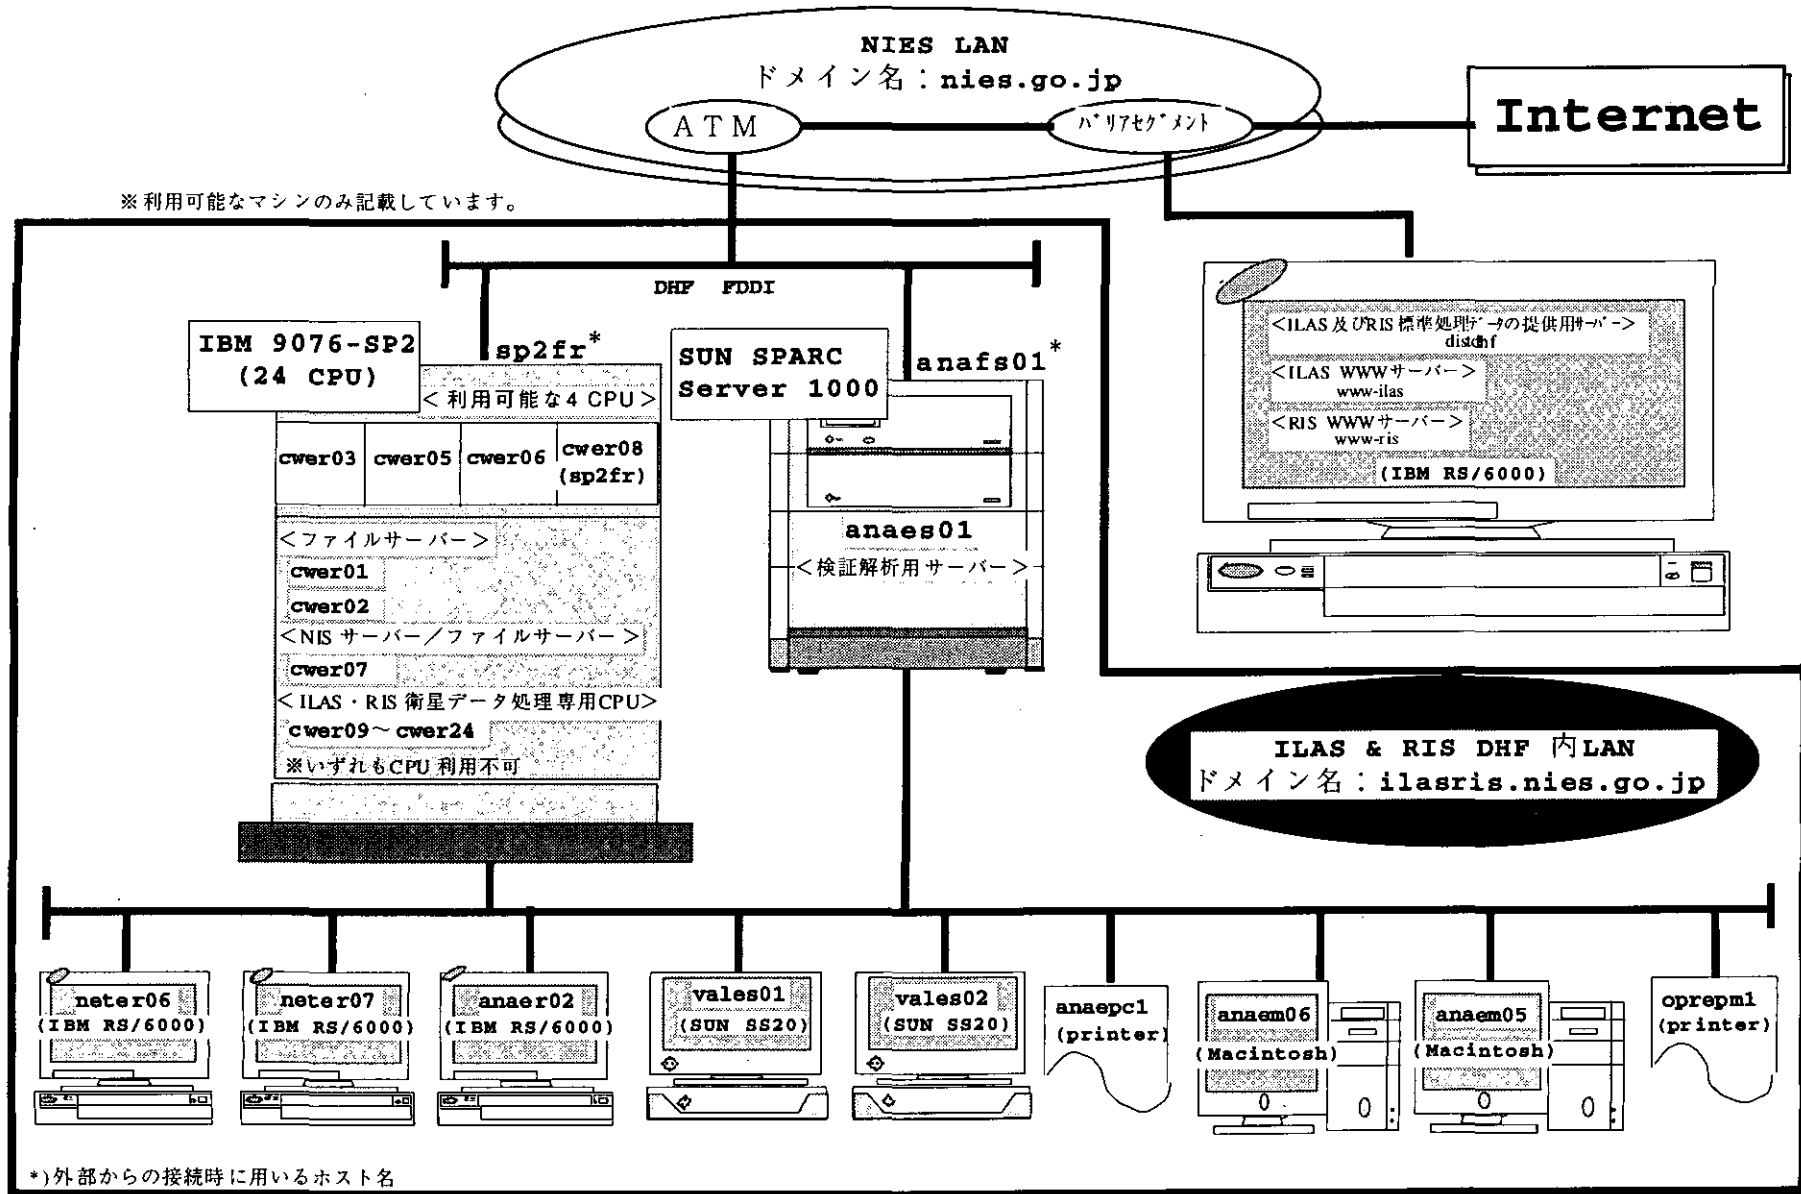 NIES LAN
ドメイン名：nies.go.jp
ATM
バリアセグメント
Internet
※利用可能なマシンのみ記載しています。
DHF FDDI
IBM 9076-SP2
(24 CPU)
sp2fr*
＜利用可能な4 CPU＞
cwer03
cwer05
cwer06
cwer08
(sp2fr)
＜ファイルサーバー＞
cwer01
cwer02
＜NIS サーバー／ファイルサーバー＞
cwer07
＜ILAS・RIS 衛星データ処理専用CPU＞
cwer09～cwer24
※いずれもCPU 利用不可
SUN SPARC
Server 1000
anafs01*
anaes01
＜検証解析用サーバー＞
＜ILAS 及びRIS 標準処理データの提供用サーバー＞
distdhf
＜ILAS WWWサーバー＞
www-ilas
＜RIS WWWサーバー＞
www-ris
(IBM RS/6000)
ILAS & RIS DHF 内LAN
ドメイン名：ilasris.nies.go.jp
neter06
(IBM RS/6000)
neter07
(IBM RS/6000)
anaer02
(IBM RS/6000)
vales01
(SUN SS20)
vales02
(SUN SS20)
anaepc1
(printer)
anaem06
(Macintosh)
anaem05
(Macintosh)
oprepm1
(printer)
*)外部からの接続時に用いるホスト名